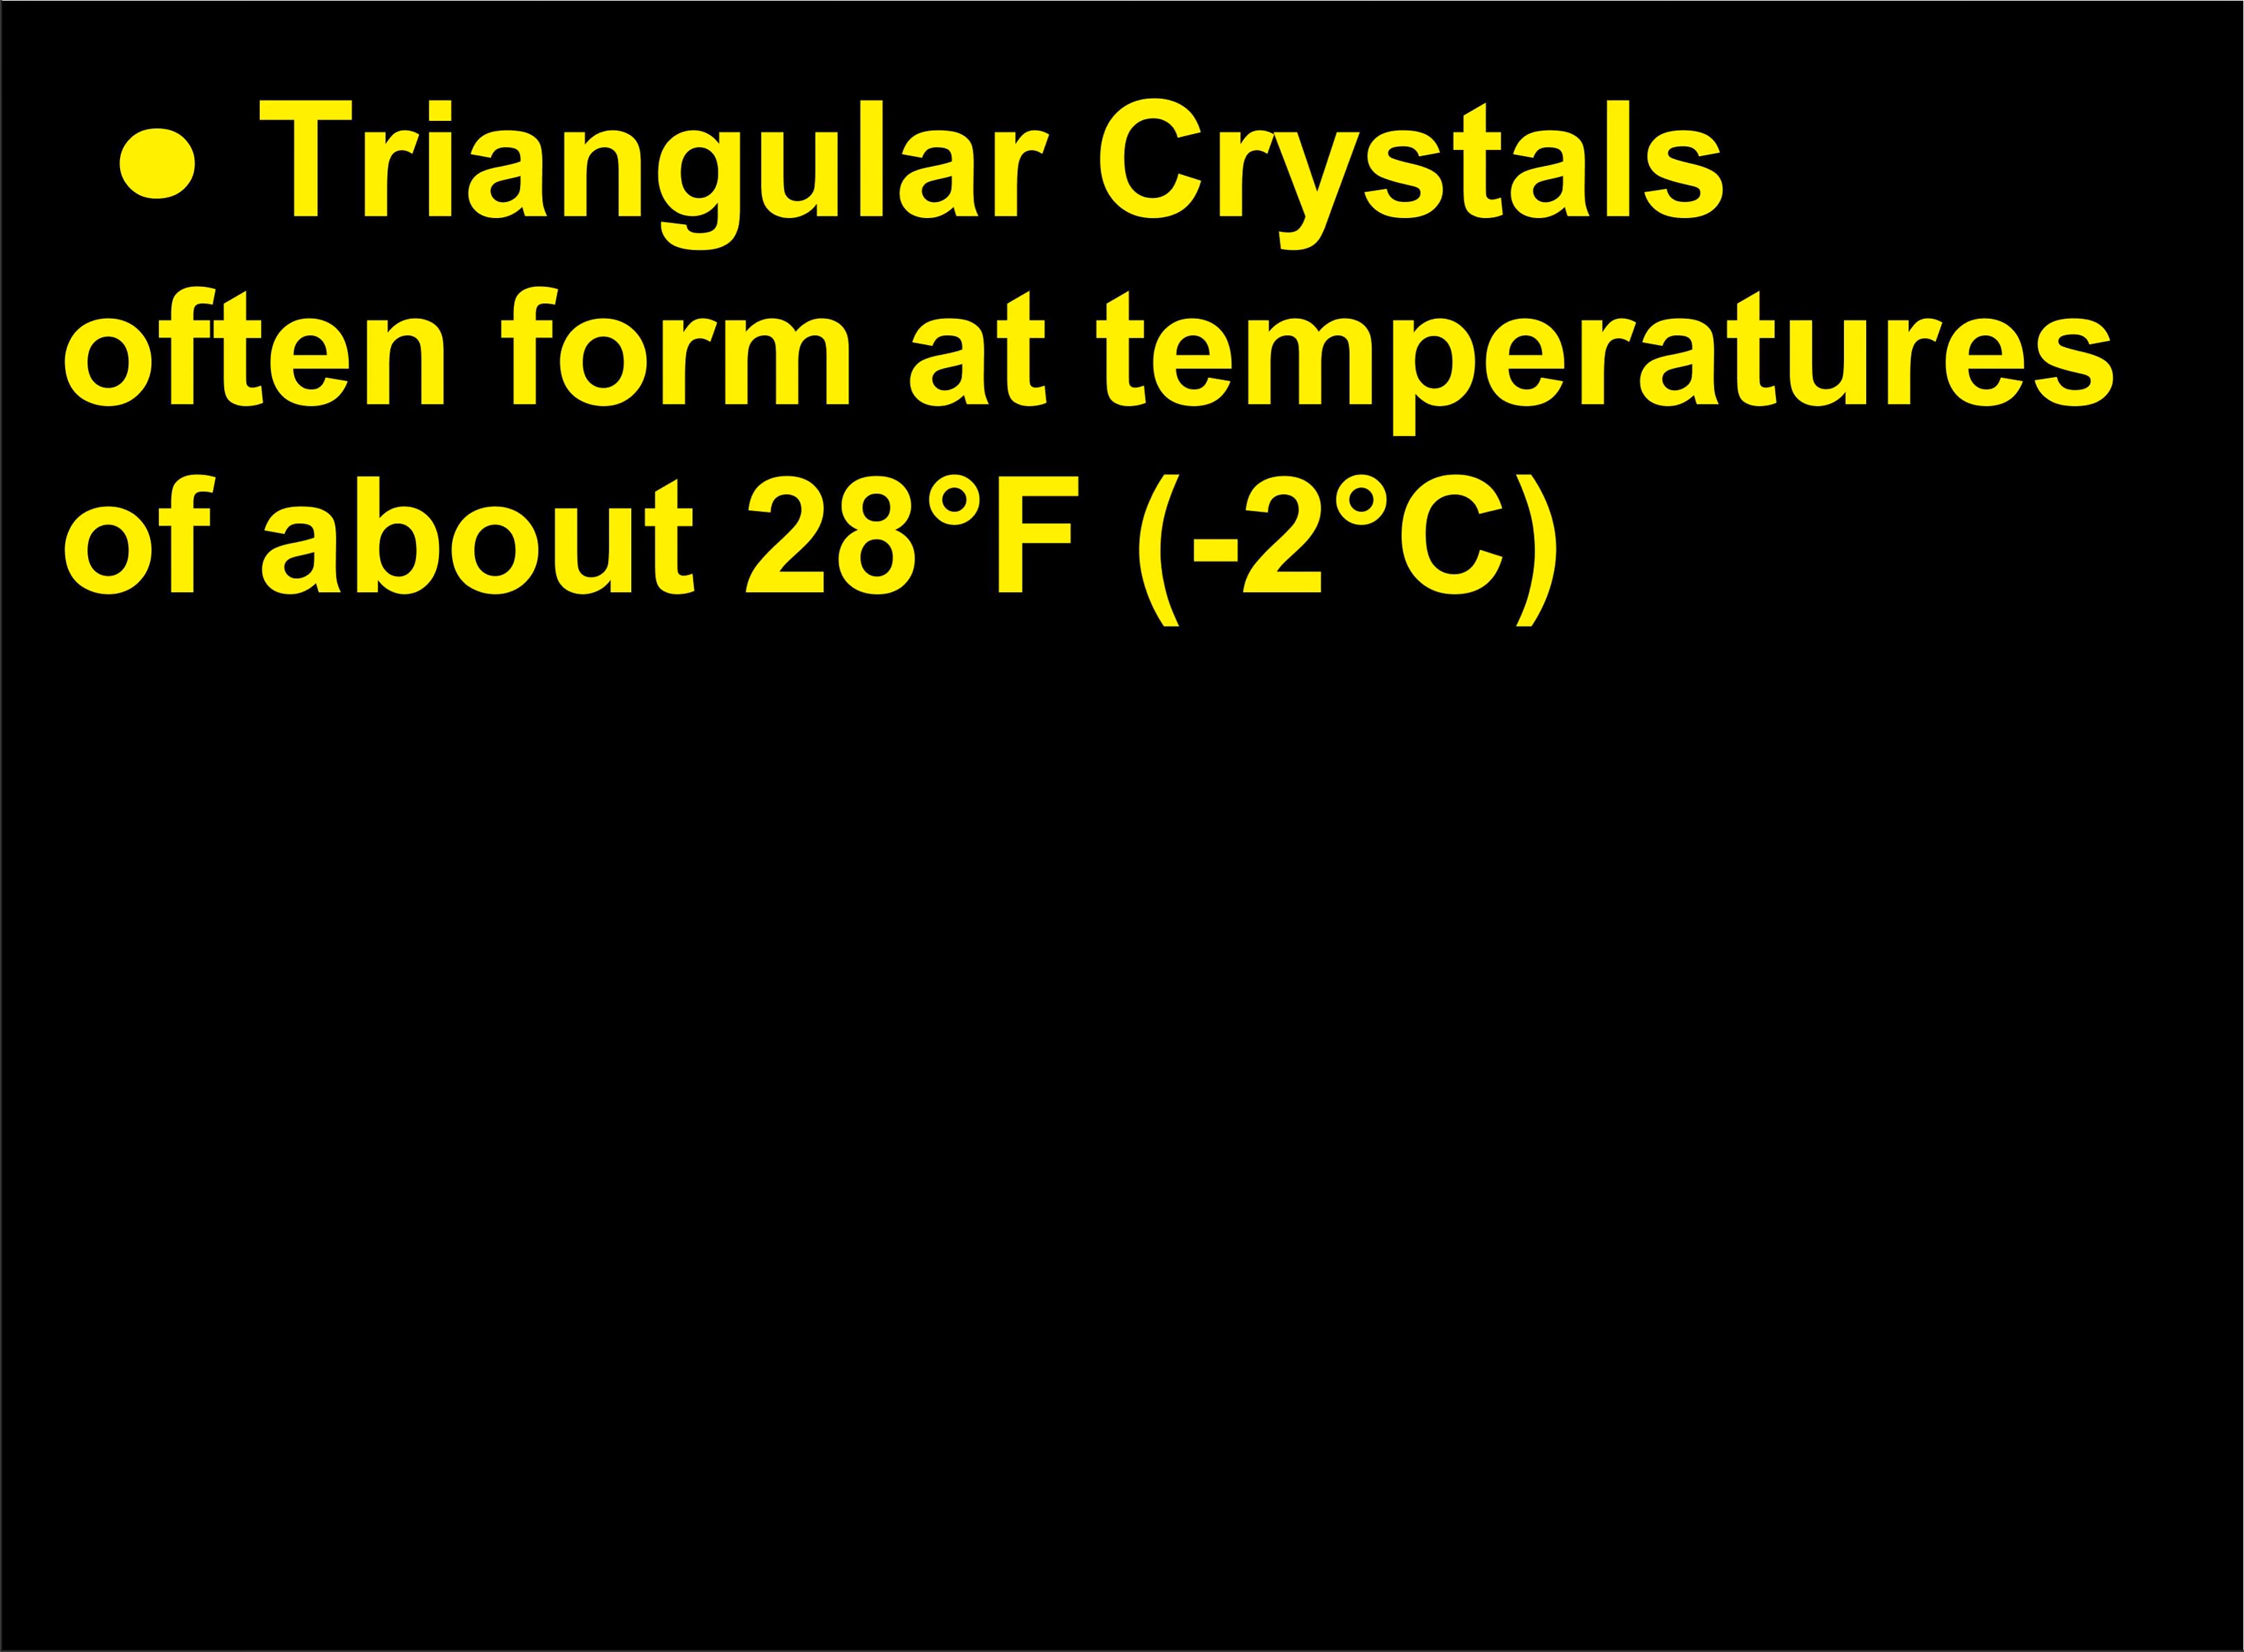 ● Triangular Crystals
often form at temperatures
of about 28°F (-2°C)